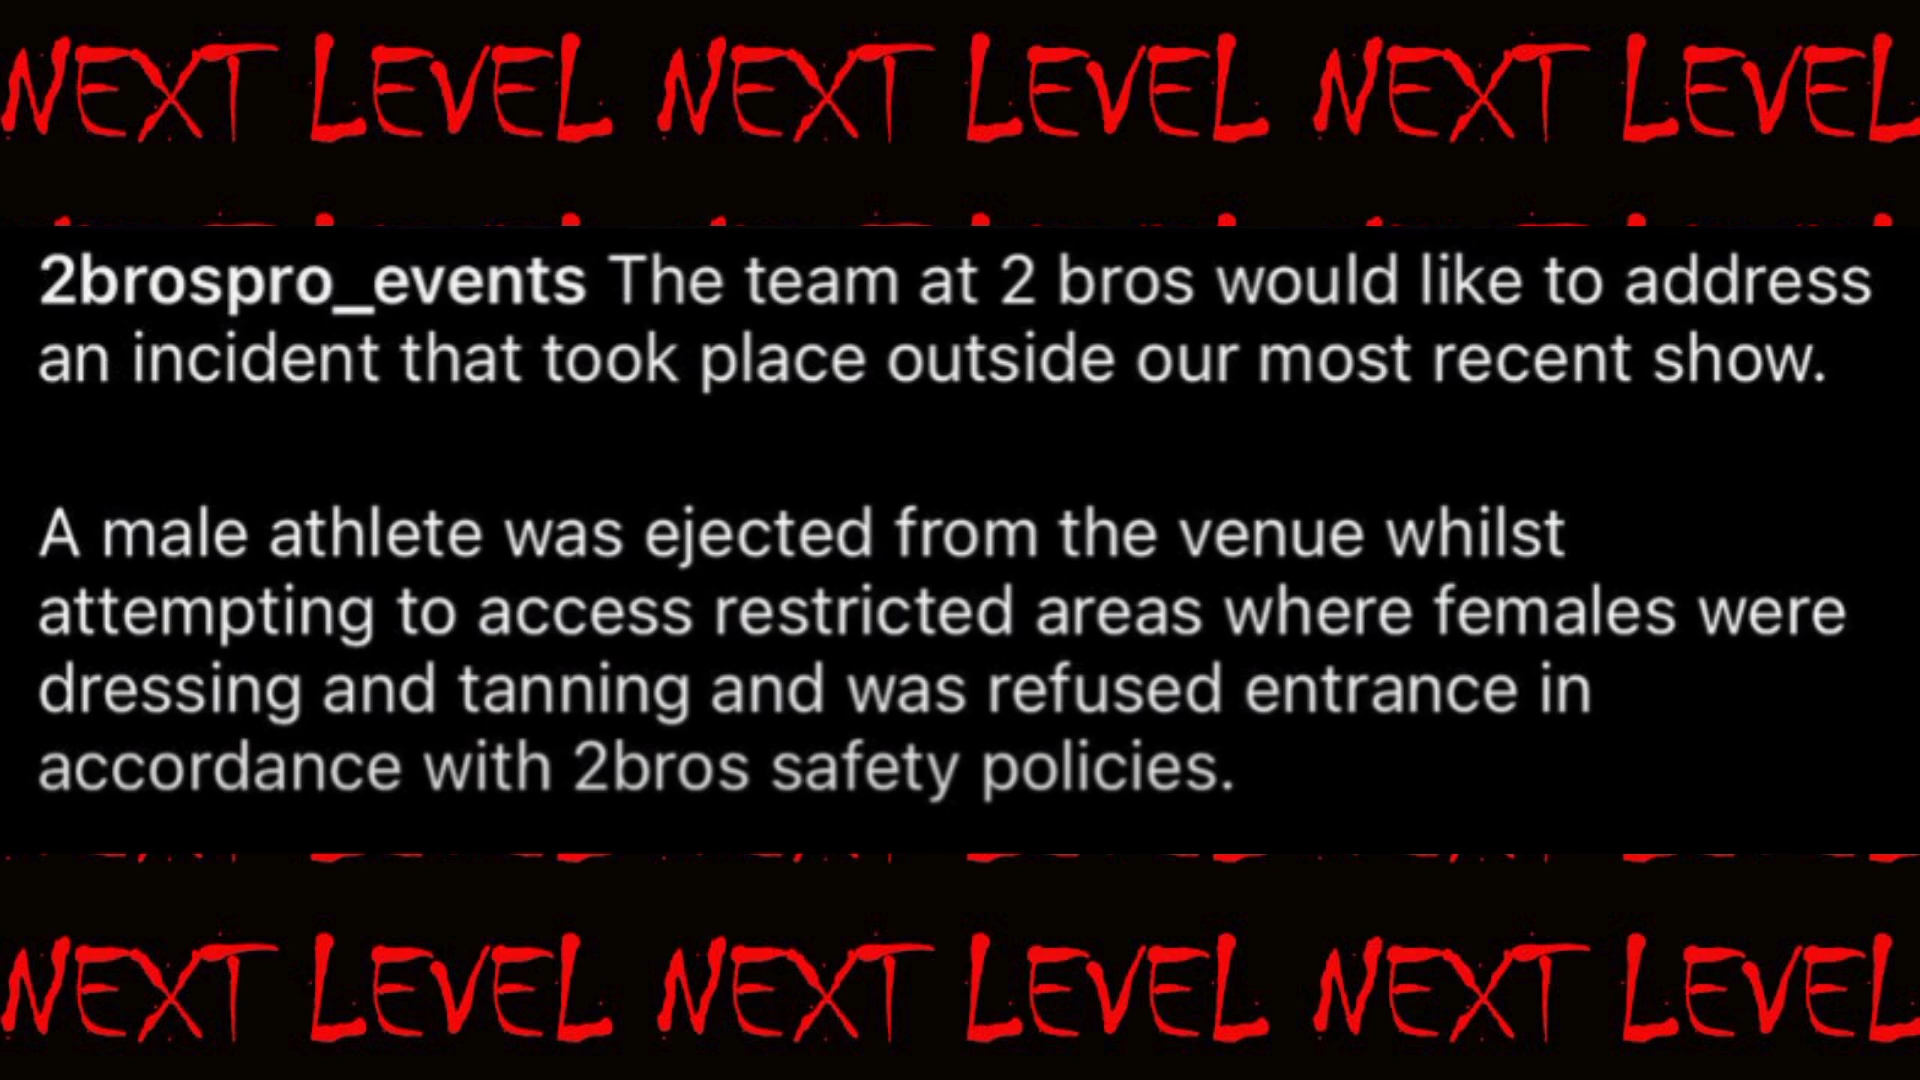 NEXT LEVEL NEXT LEVEL NEXT LEVEL
2brospro_events The team at 2 bros would like to address
an incident that took place outside our most recent show.
A male athlete was ejected from the venue whilst
attempting to access restricted areas where females were
dressing and tanning and was refused entrance in
accordance with 2bros safety policies.
NEXT LEVEL NEXT LEVEL NEXT LEVEL